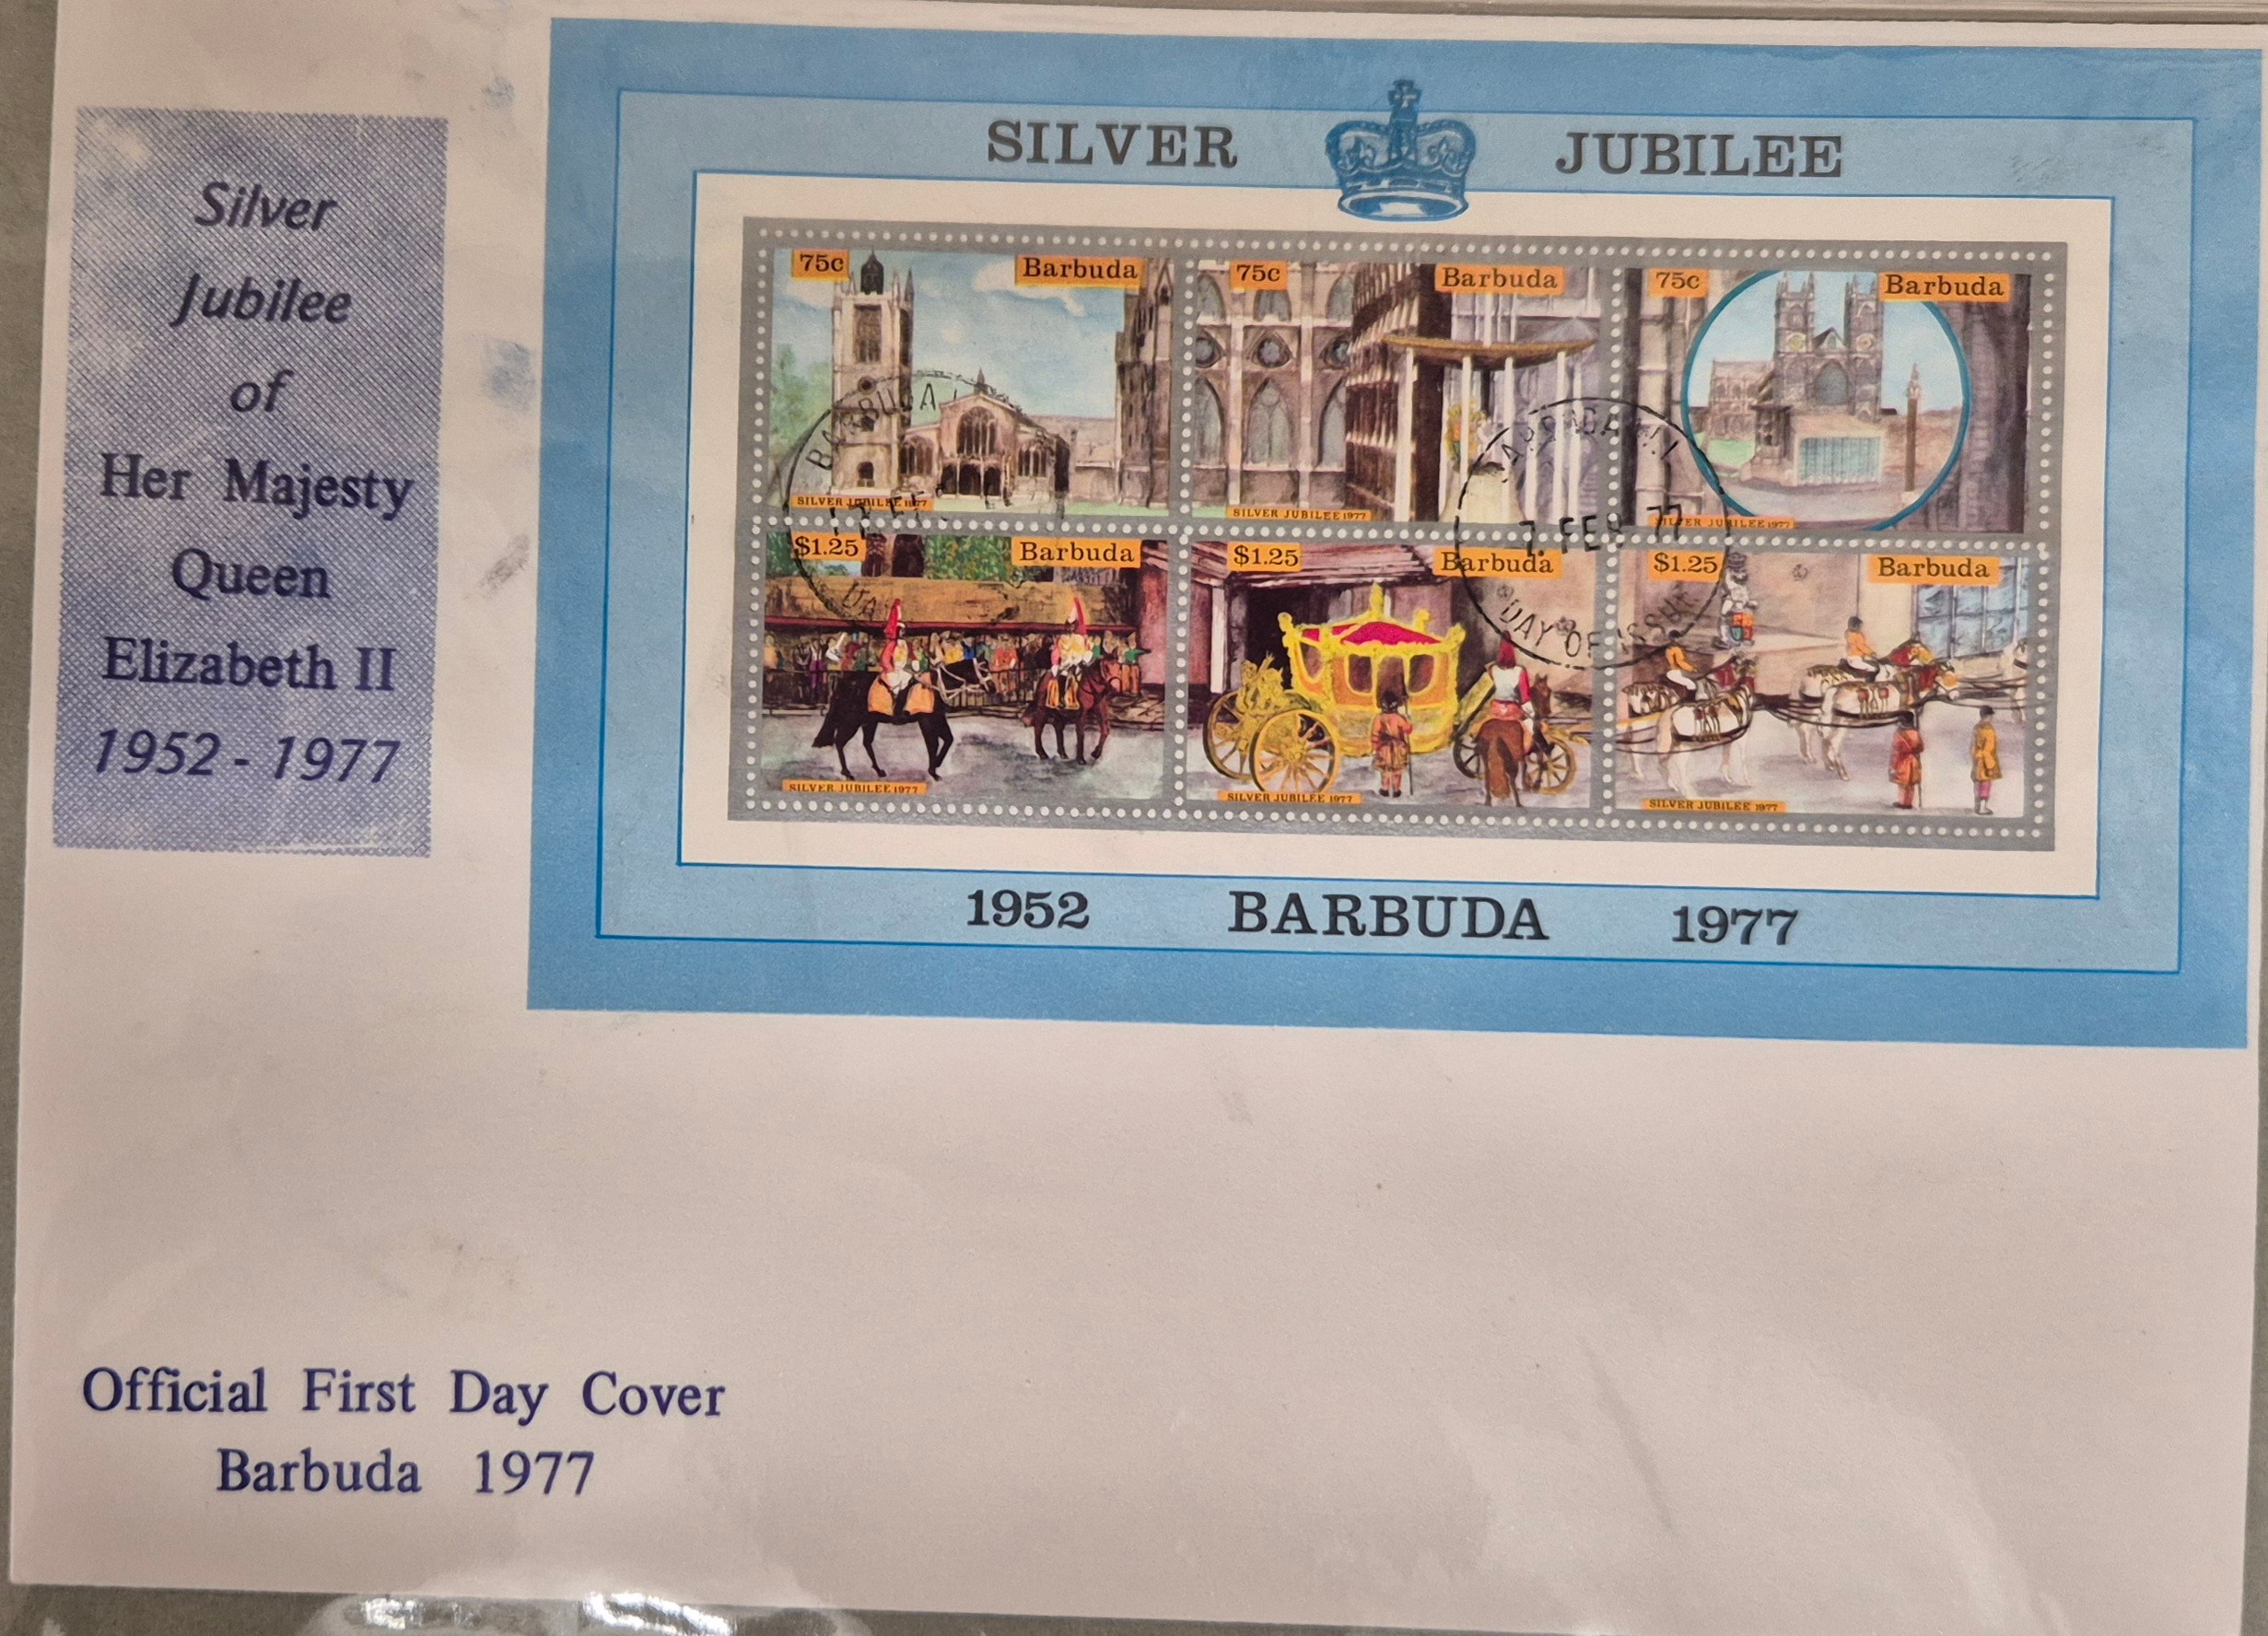 Silver
Jubilee
of
Her Majesty
Queen
Elizabeth II
1952 - 1977
SILVER JUBILEE
75c Barbuda
SILVER JUBILEE 1977
75c Barbuda
SILVER JUBILEE 1977
75c Barbuda
SILVER JUBILEE 1977
$1.25 Barbuda
SILVER JUBILEE 1977
$1.25 Barbuda
SILVER JUBILEE 1977
$1.25 Barbuda
SILVER JUBILEE 1977
BARBUDA
7 FEB 77
DAY OF ISSUE
1952 BARBUDA 1977
Official First Day Cover
Barbuda 1977